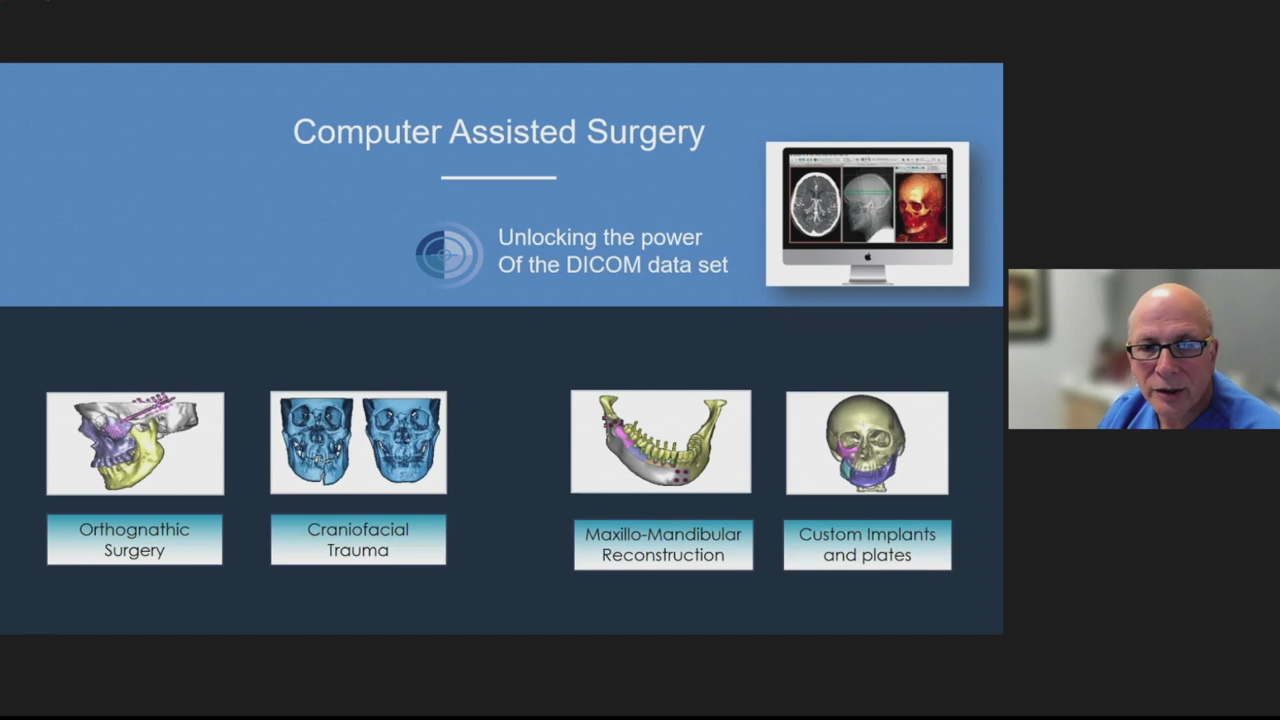 Computer Assisted Surgery
Unlocking the power
Of the DICOM data set
Orthognathic
Surgery
Craniofacial
Trauma
Maxillo-Mandibular
Reconstruction
Custom Implants
and plates